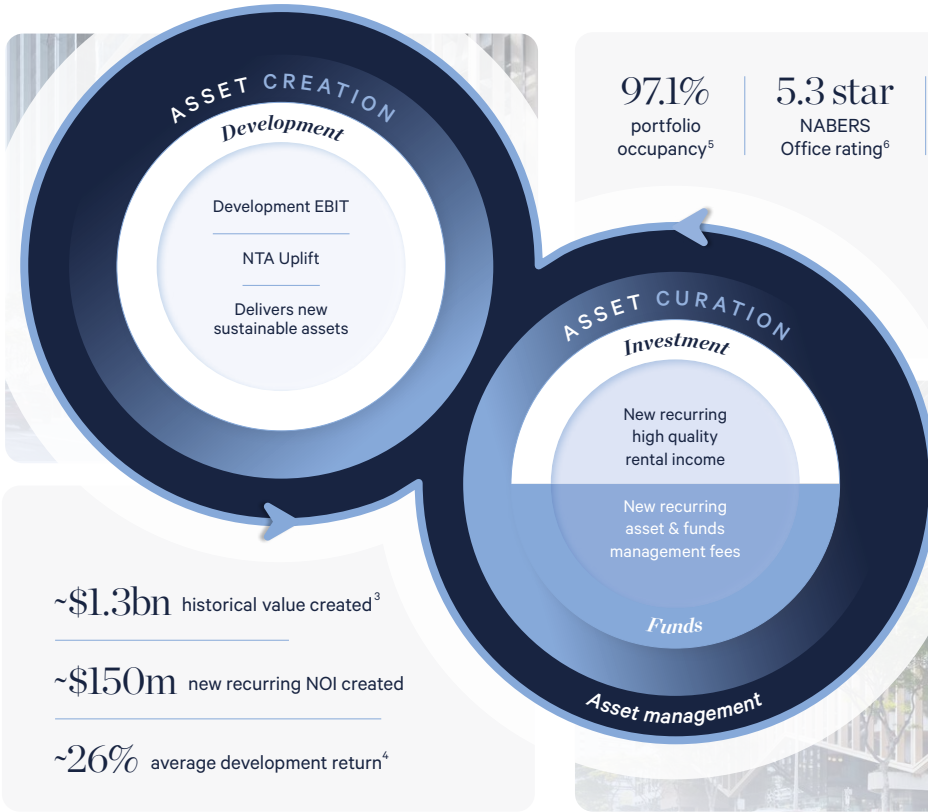 ASSET CREATION
Development
Development EBIT
NTA Uplift
Delivers new
sustainable assets
97.1%
portfolio
occupancy⁵
5.3 star
NABERS
Office rating⁶
ASSET CURATION
Investment
New recurring
high quality
rental income
New recurring
asset & funds
management fees
Funds
Asset management
~$1.3bn historical value created³
~$150m new recurring NOI created
~26% average development return⁴